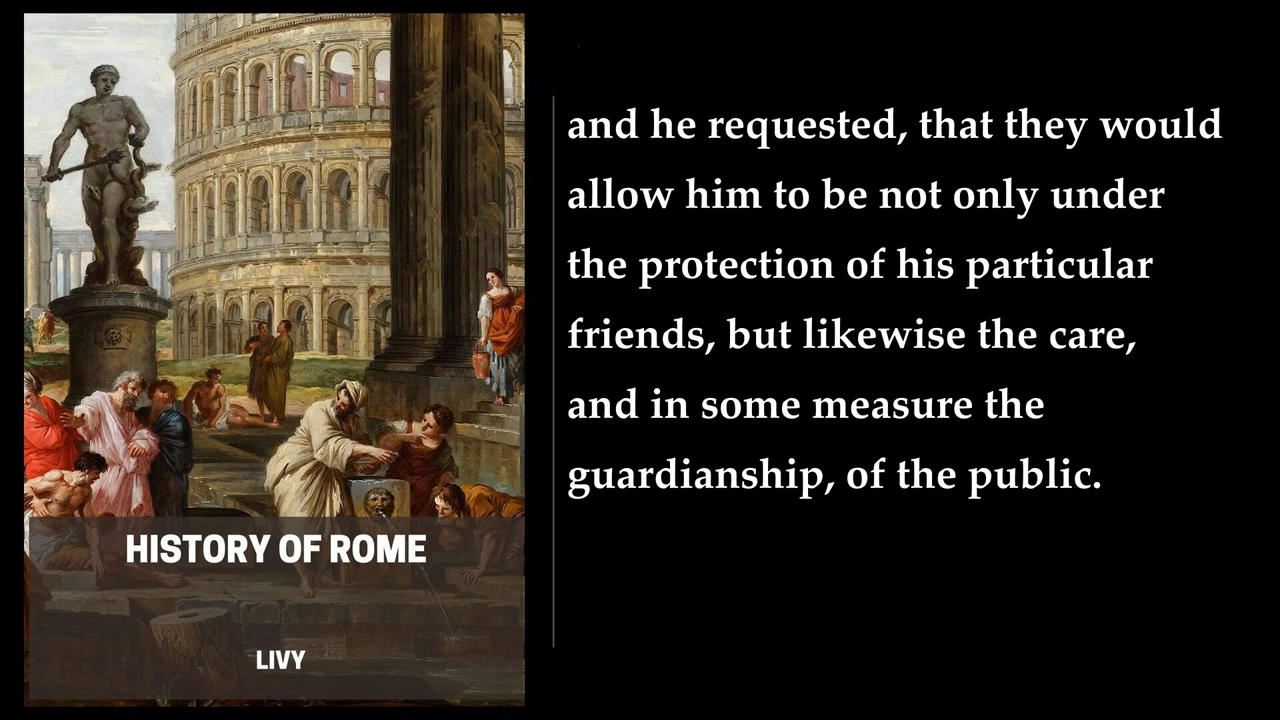 HISTORY OF ROME
LIVY
and he requested, that they would
allow him to be not only under
the protection of his particular
friends, but likewise the care,
and in some measure the
guardianship, of the public.